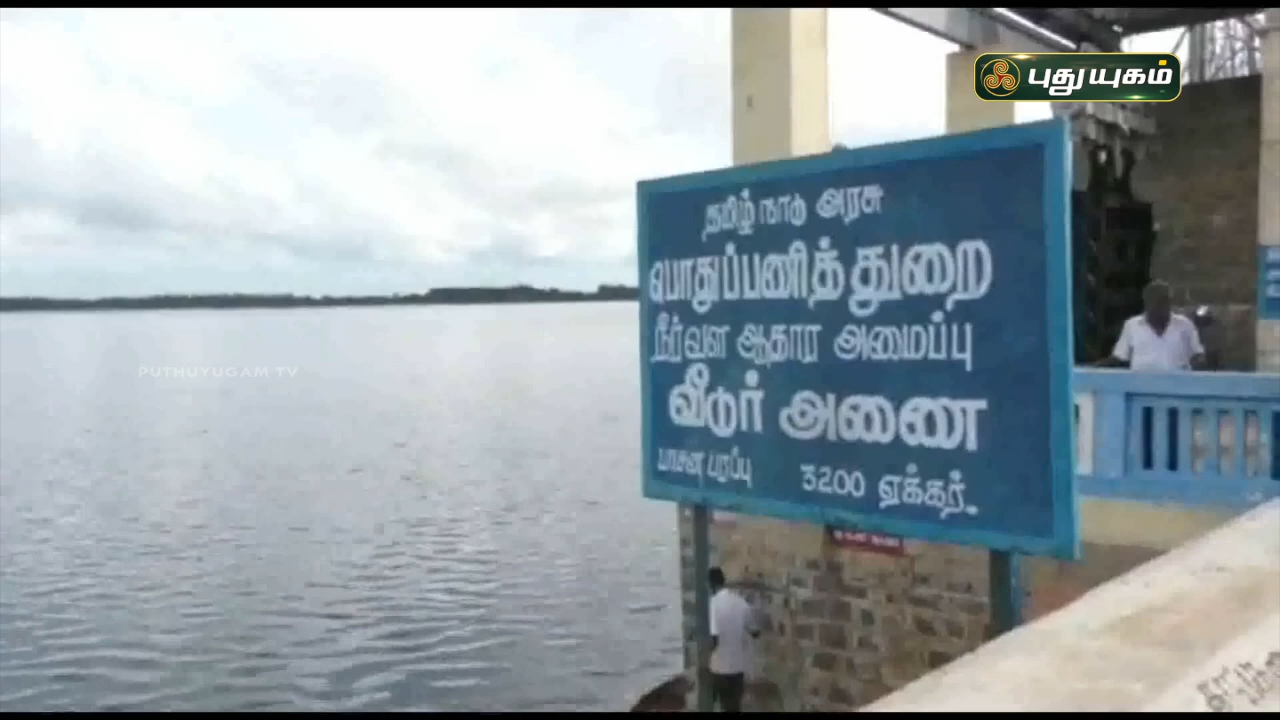 புதுயுகம்
தமிழ்நாடு அரசு
பொதுப்பணித்துறை
நீர்வள ஆதார அமைப்பு
வீடூர் அணை
பாசன பரப்பு 3200 ஏக்கர்.
PUTHUYUGAM TV